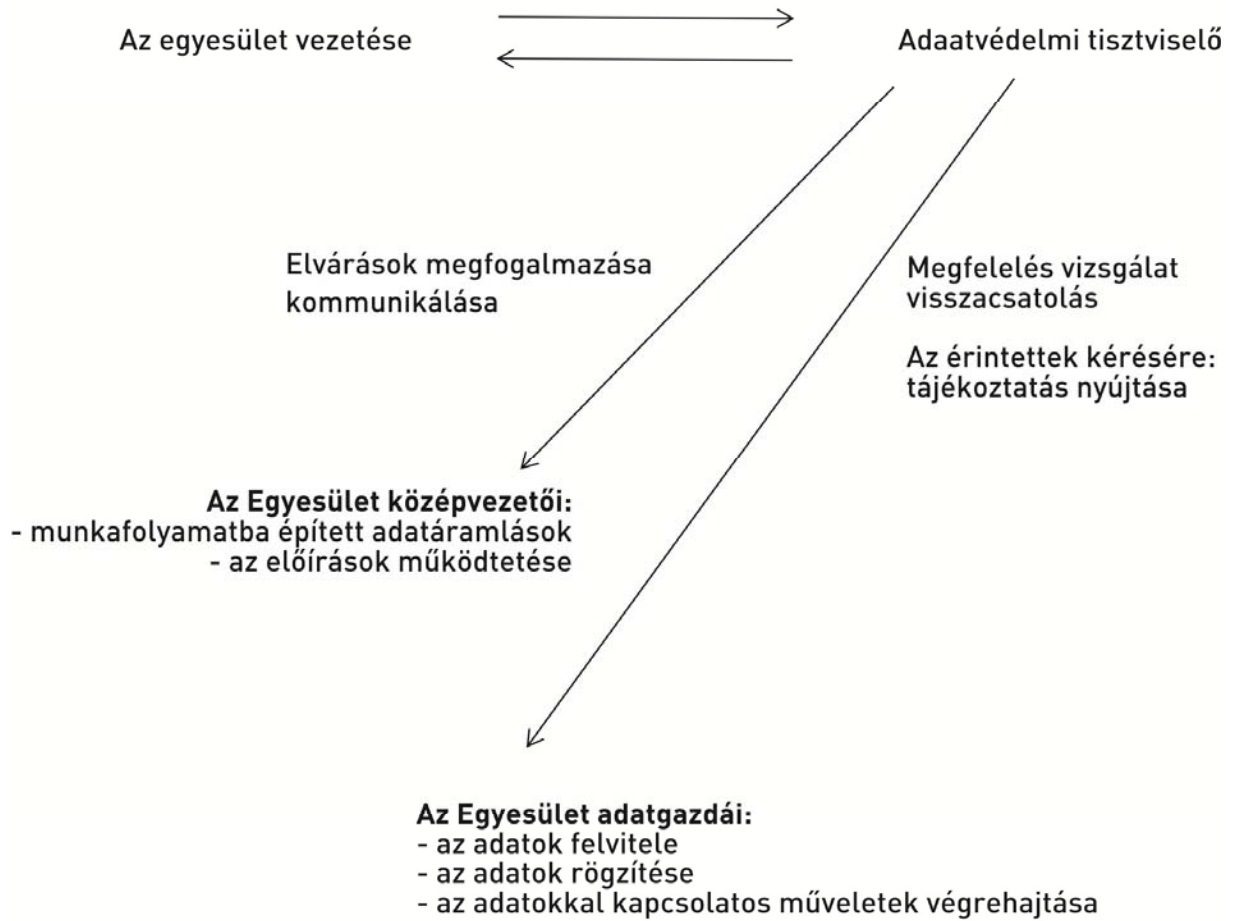 Az egyesület vezetése
Adaatvédelmi tisztviselő
Elvárások megfogalmazása
kommunikálása
Megfelelés vizsgálat
visszacsatolás
Az érintettek kérésére:
tájékoztatás nyújtása
Az Egyesület középvezetői:
- munkafolyamatba épített adatáramlások
- az előírások működtetése
Az Egyesület adatgazdái:
- az adatok felvitele
- az adatok rögzítése
- az adatokkal kapcsolatos műveletek végrehajtása